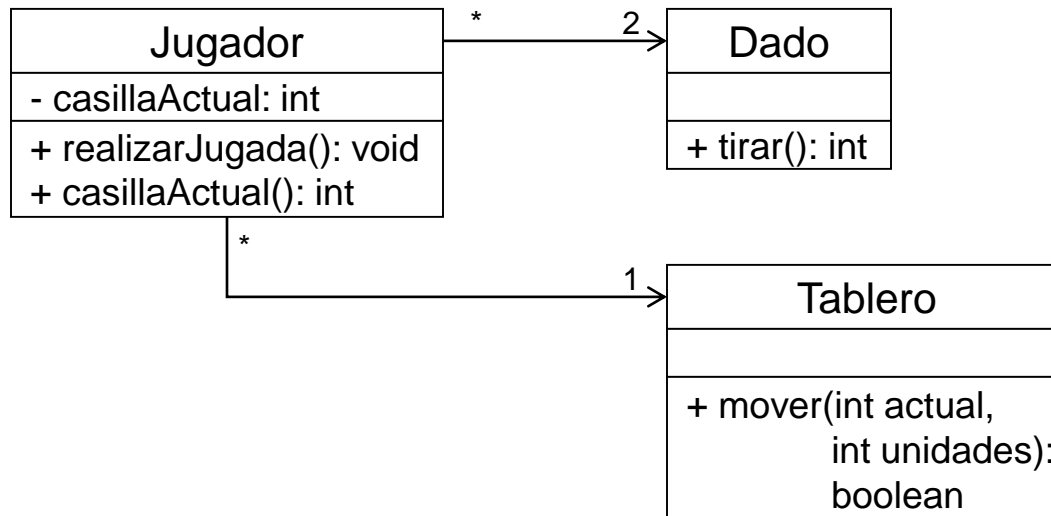 Jugador
- casillaActual: int
+ realizarJugada(): void
+ casillaActual(): int
*
2
Dado
+ tirar(): int
*
1
Tablero
+ mover(int actual,
int unidades):
boolean